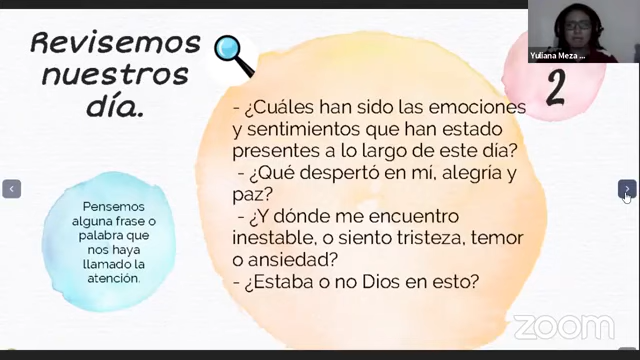 Revisemos
nuestros
día.
Pensemos
alguna frase o
palabra que
nos haya
llamado la
atención.
- ¿Cuáles han sido las emociones
y sentimientos que han estado
presentes a lo largo de este día?
- ¿Qué despertó en mí, alegría y
paz?
- ¿Y dónde me encuentro
inestable, o siento tristeza, temor
o ansiedad?
- ¿Estaba o no Dios en esto?
2
Yuliana Meza ...
zoom